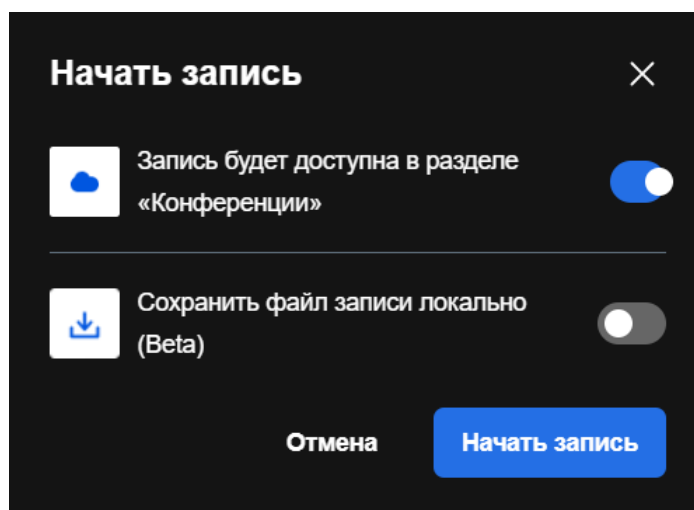 Начать запись
Запись будет доступна в разделе
«Конференции»
Сохранить файл записи локально
(Beta)
Отмена
Начать запись